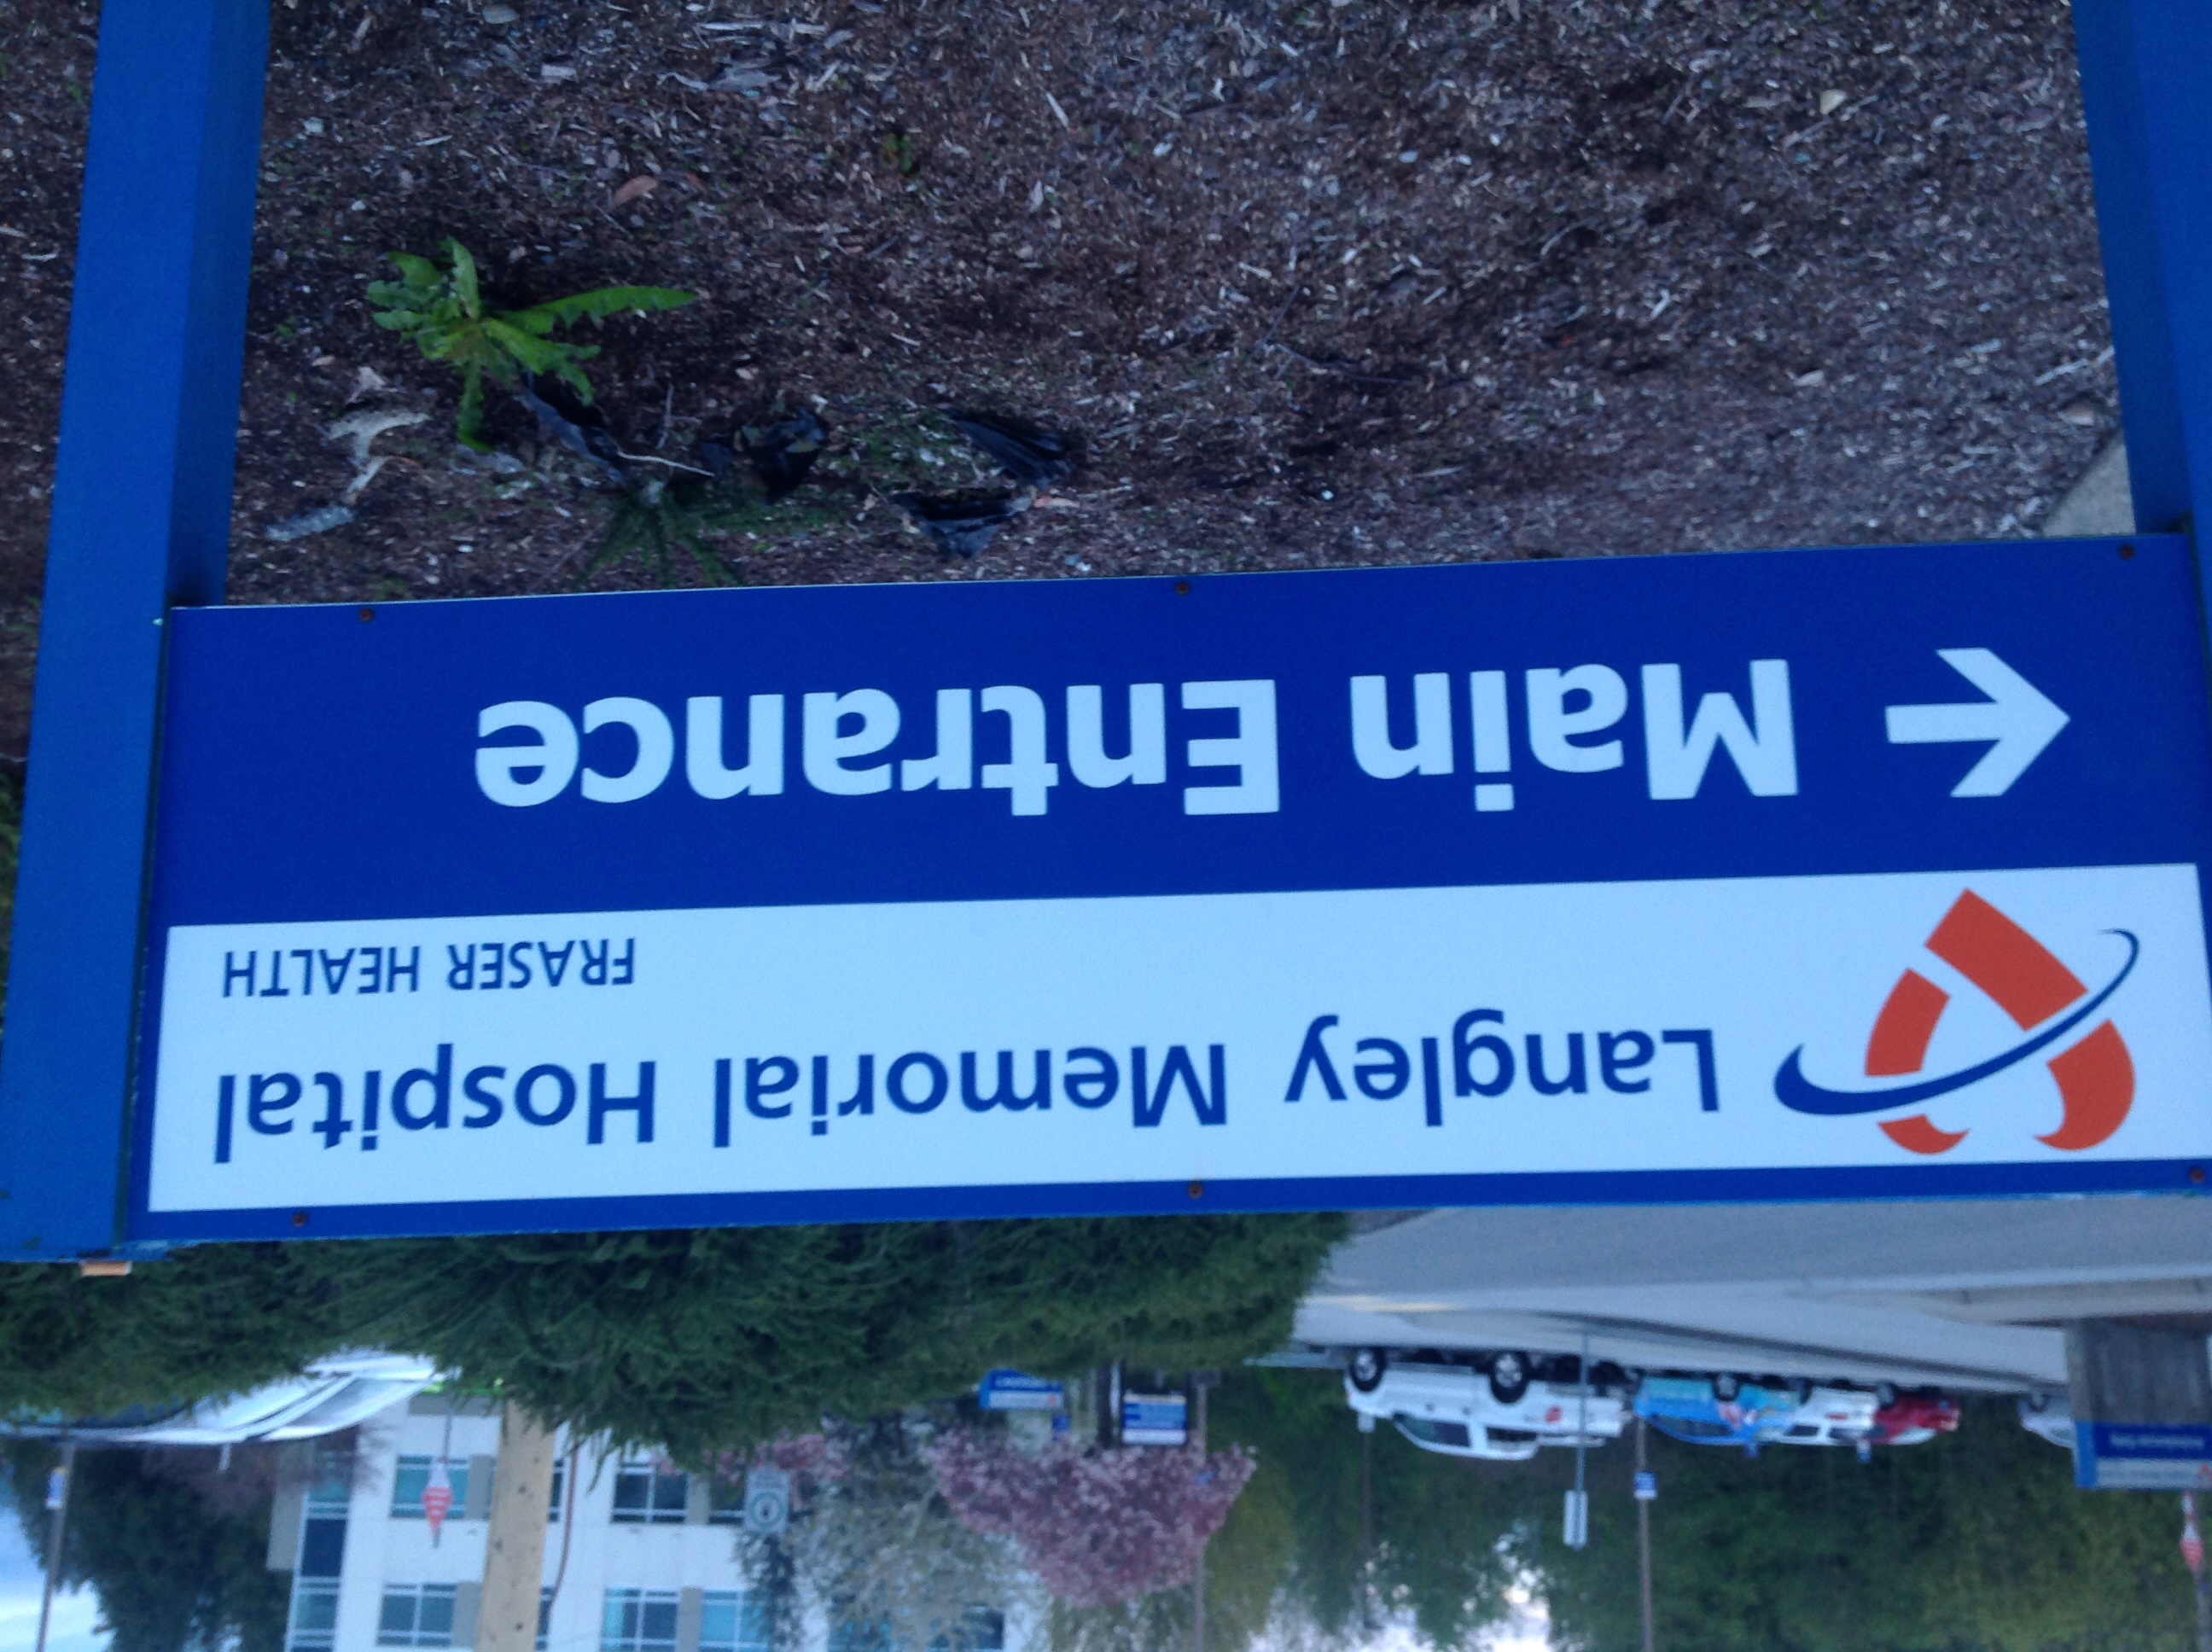 Langley Memorial Hospital
FRASER HEALTH
← Main Entrance